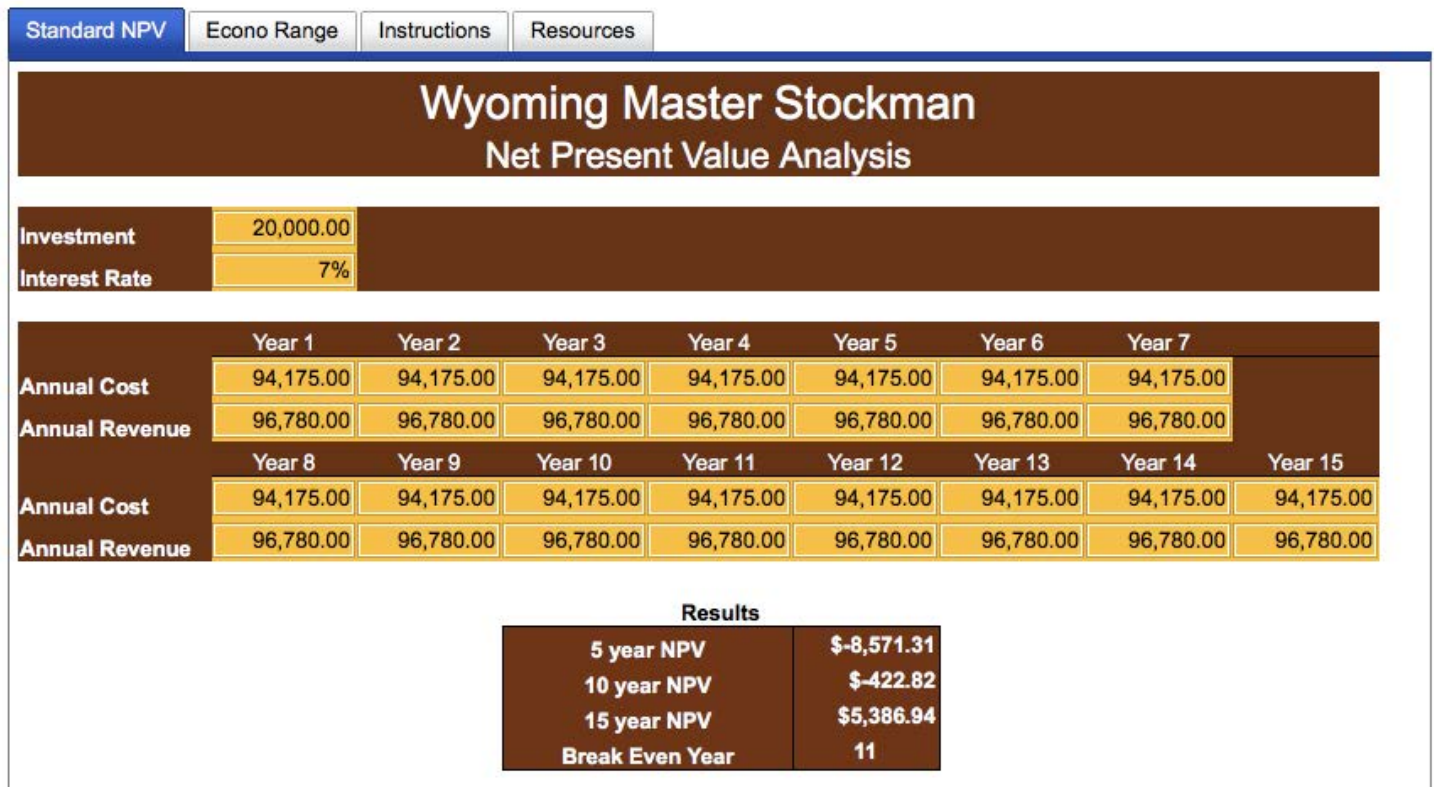 Standard NPV Econo Range Instructions Resources
Wyoming Master Stockman
Net Present Value Analysis
Investment 20,000.00
Interest Rate 7%
Year 1 Year 2 Year 3 Year 4 Year 5 Year 6 Year 7
Annual Cost 94,175.00 94,175.00 94,175.00 94,175.00 94,175.00 94,175.00 94,175.00
Annual Revenue 96,780.00 96,780.00 96,780.00 96,780.00 96,780.00 96,780.00 96,780.00
Year 8 Year 9 Year 10 Year 11 Year 12 Year 13 Year 14 Year 15
Annual Cost 94,175.00 94,175.00 94,175.00 94,175.00 94,175.00 94,175.00 94,175.00 94,175.00
Annual Revenue 96,780.00 96,780.00 96,780.00 96,780.00 96,780.00 96,780.00 96,780.00 96,780.00
Results
5 year NPV $-8,571.31
10 year NPV $-422.82
15 year NPV $5,386.94
Break Even Year 11